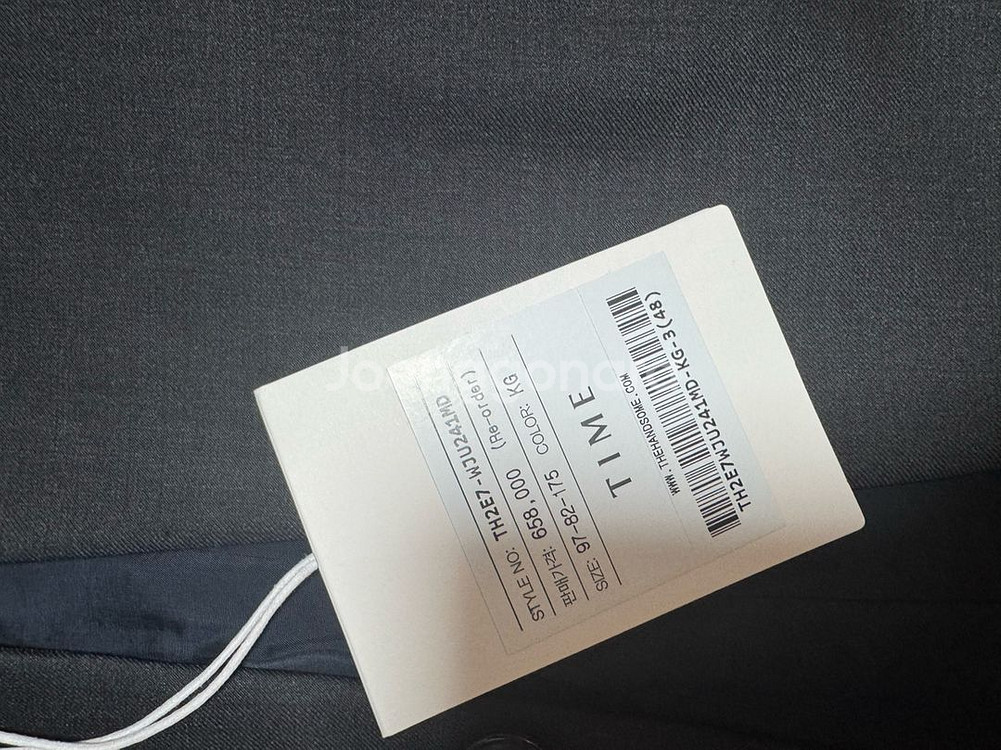 STYLE NO: TH2E7-WJU241MD
판매가격: 658,000 (Re-order)
SIZE: 97-82-175 COLOR: KG
TIME
WWW.THEHANDSOME.COM
TH2E7WJU241MD-KG-3(48)